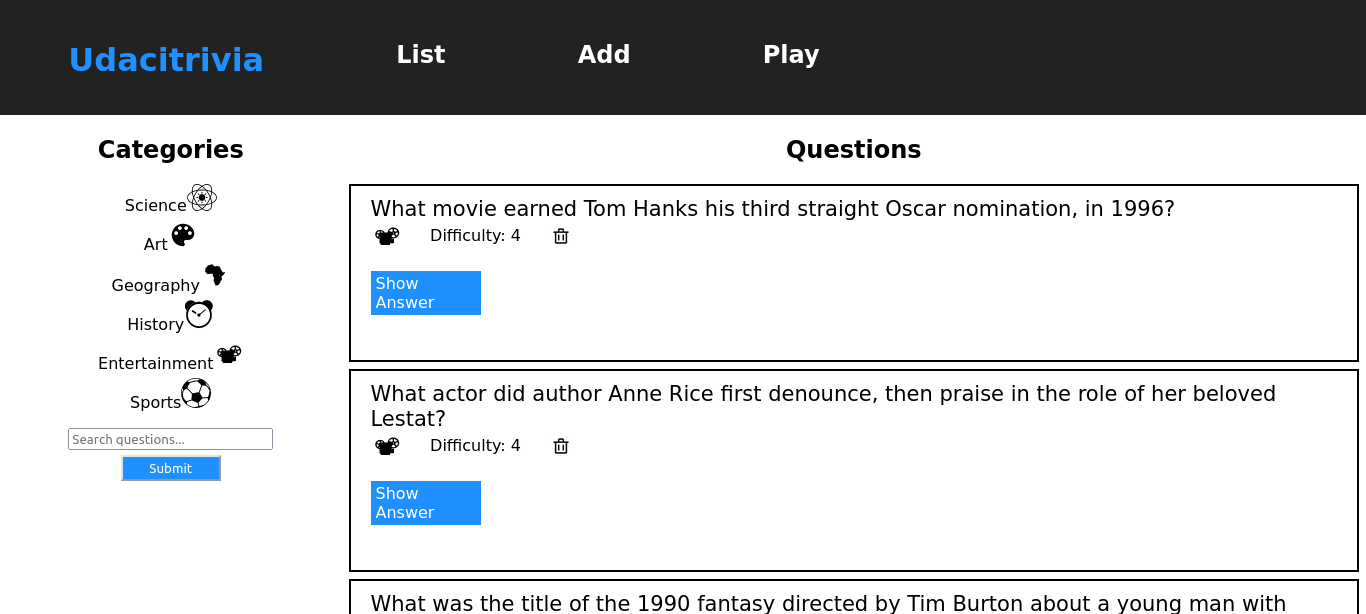 Udacitrivia
List
Add
Play
Categories
Science
Art
Geography
History
Entertainment
Sports
Search questions...
Submit
Questions
What movie earned Tom Hanks his third straight Oscar nomination, in 1996?
Difficulty: 4
Show
Answer
What actor did author Anne Rice first denounce, then praise in the role of her beloved
Lestat?
Difficulty: 4
Show
Answer
What was the title of the 1990 fantasy directed by Tim Burton about a young man with